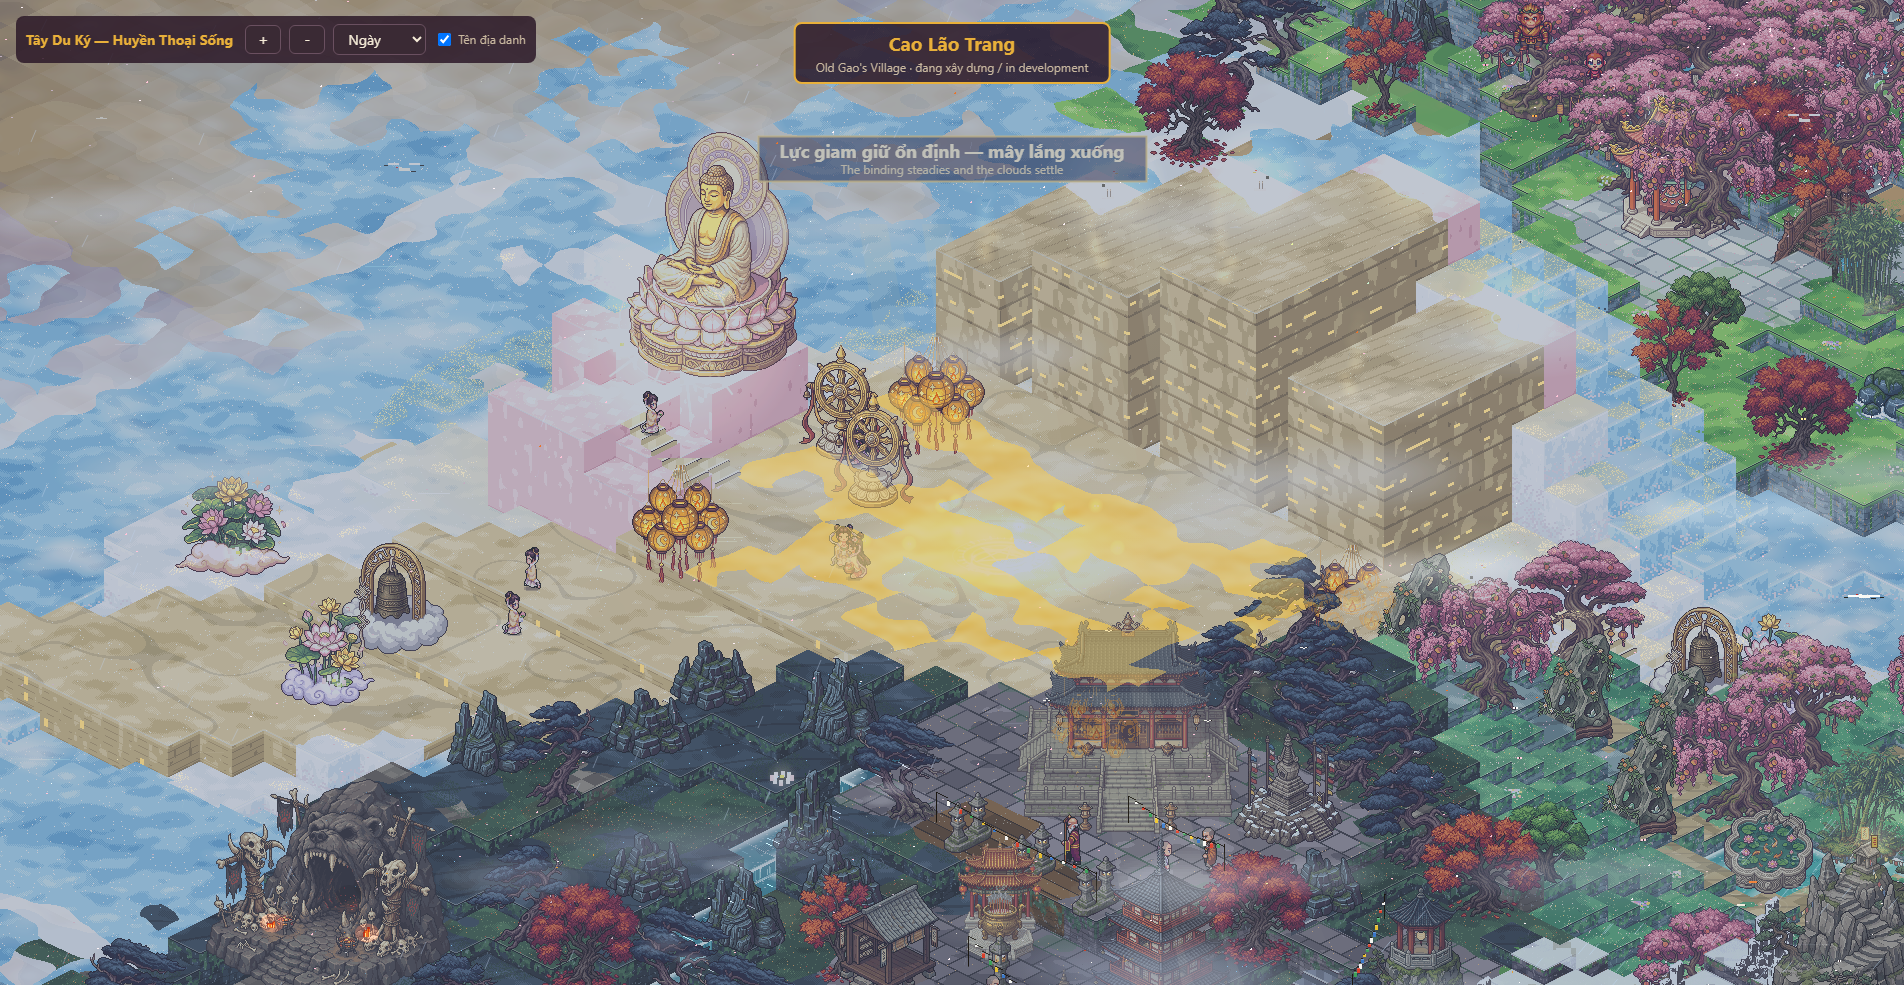 Tây Du Ký — Huyền Thoại Sống
+
-
Ngày
Tên địa danh
Cao Lão Trang
Old Gao's Village · đang xây dựng / in development
Lực giam giữ ổn định — mây lắng xuống
The binding steadies and the clouds settle